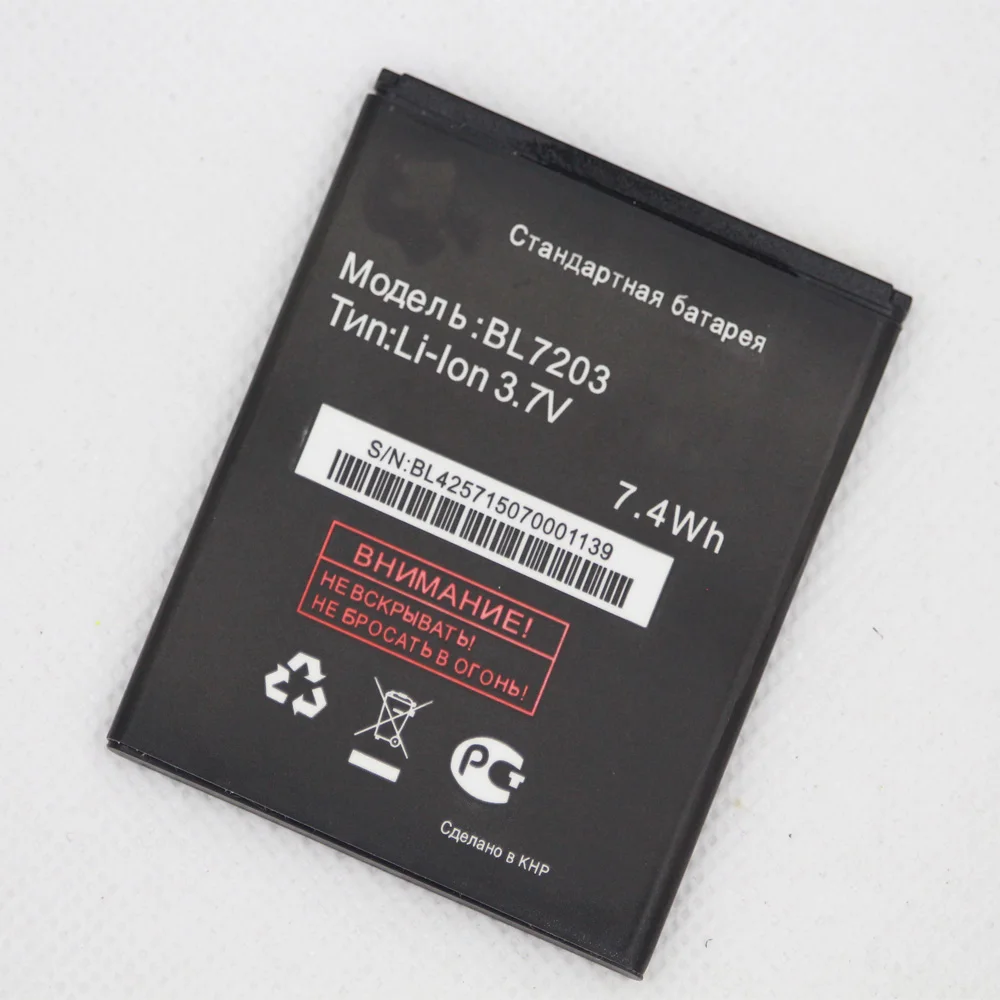 Стандартная батарея
Модель:BL7203
Тип:Li-Ion 3.7V
7.4Wh
S/N:BL425715070001139
ВНИМАНИЕ!
НЕ ВСКРЫВАТЬ!
НЕ БРОСАТЬ В ОГОНЬ!
РСТ
Сделано в КНР